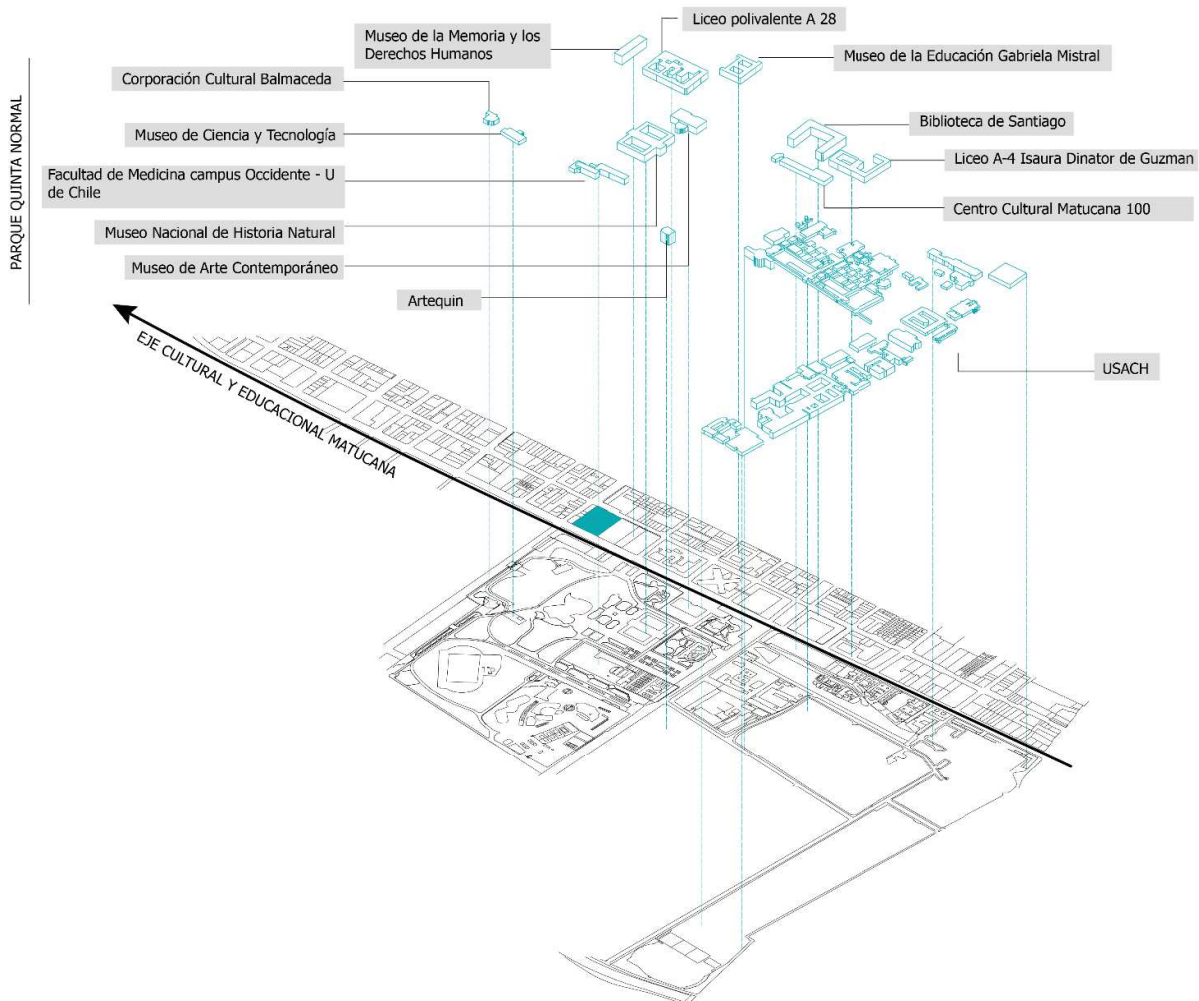 Liceo polivalente A 28
Museo de la Memoria y los
Derechos Humanos
Museo de la Educación Gabriela Mistral
Corporación Cultural Balmaceda
Biblioteca de Santiago
Museo de Ciencia y Tecnología
Liceo A-4 Isaura Dinator de Guzman
Facultad de Medicina campus Occidente - U
de Chile
Centro Cultural Matucana 100
Museo Nacional de Historia Natural
Museo de Arte Contemporáneo
Artequin
USACH
PARQUE QUINTA NORMAL
EJE CULTURAL Y EDUCACIONAL MATUCANA